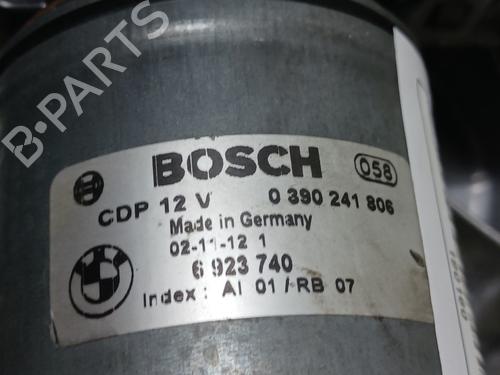 B-PARTS
BOSCH 058
CDP 12 V 0 390 241 806
Made in Germany
02-11-12 1
6 923 740
Index : AI 01 / RB 07